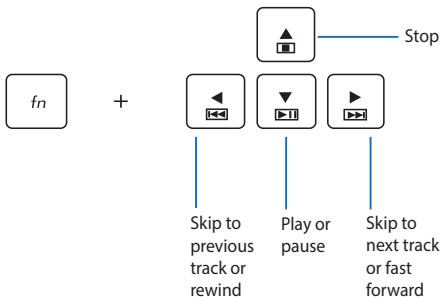 Stop
fn +
Skip to
previous
track or
rewind
Play or
pause
Skip to
next track
or fast
forward